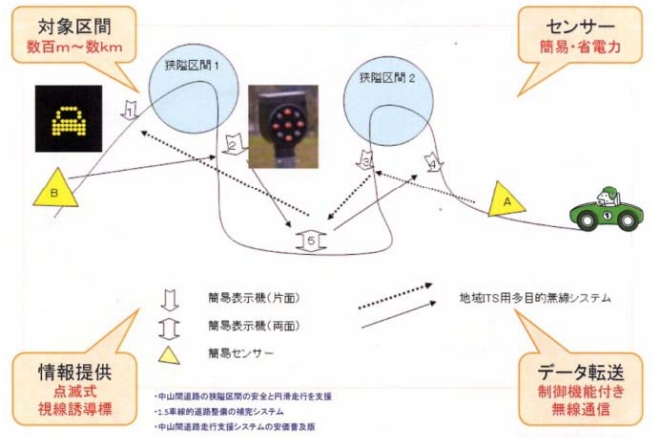 対象区間
数百m～数km
センサー
簡易・省電力
狭隘区間1
狭隘区間2
1
2
3
4
B
A
5
1
簡易表示機(片面)
地域ITS用多目的無線システム
簡易表示機(両面)
簡易センサー
情報提供
点滅式
視線誘導標
データ転送
制御機能付き
無線通信
・中山間道路の狭隘区間の安全と円滑走行を支援
・1.5車線的道路整備の補完システム
・中山間道路走行支援システムの安価普及版